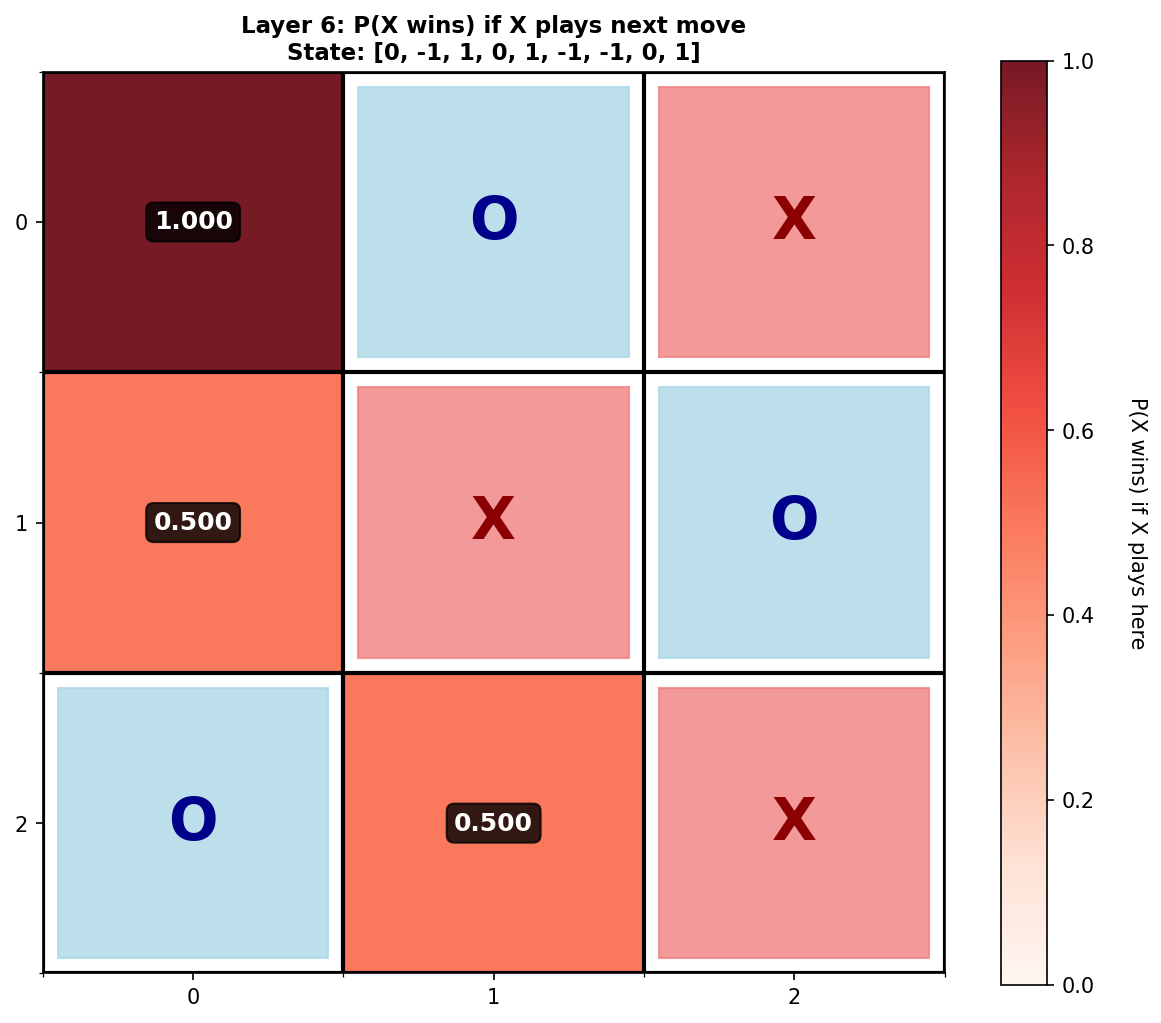 Layer 6: P(X wins) if X plays next move
State: [0, -1, 1, 0, 1, -1, -1, 0, 1]
0
1.000
O
X
1
0.500
X
O
2
O
0.500
X
0
1
2
1.0
0.8
0.6
0.4
0.2
0.0
P(X wins) if X plays here